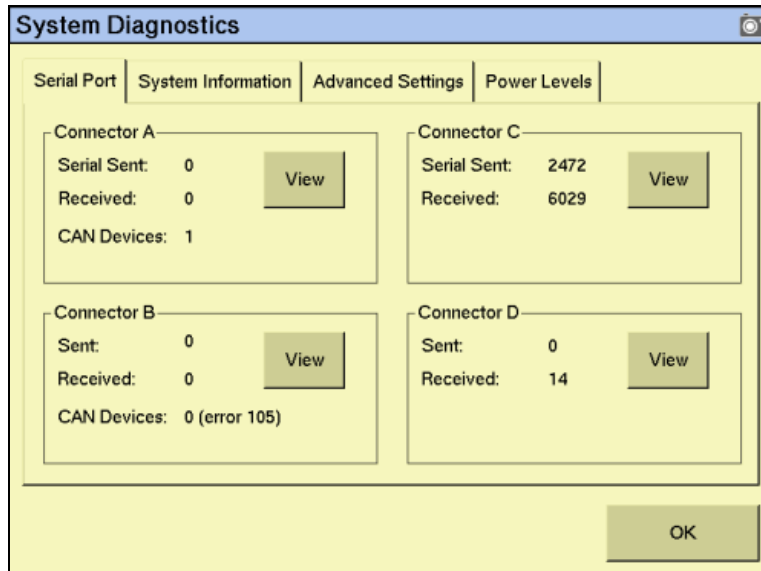 System Diagnostics
Serial Port System Information Advanced Settings Power Levels
Connector A
Serial Sent: 0
View
Received: 0
CAN Devices: 1
Connector C
Serial Sent: 2472
View
Received: 6029
Connector B
Sent: 0
View
Received: 0
CAN Devices: 0 (error 105)
Connector D
Sent: 0
View
Received: 14
OK